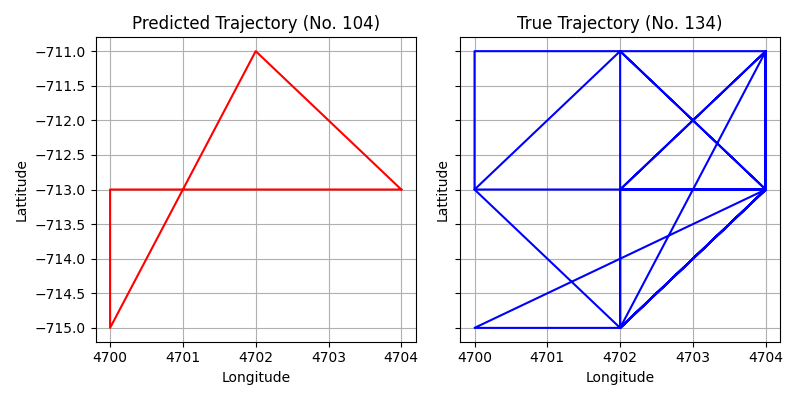 Predicted Trajectory (No. 104)
True Trajectory (No. 134)
Lattitude
−711.0
−711.5
−712.0
−712.5
−713.0
−713.5
−714.0
−714.5
−715.0
4700 4701 4702 4703 4704
Longitude
Lattitude
4700 4701 4702 4703 4704
Longitude